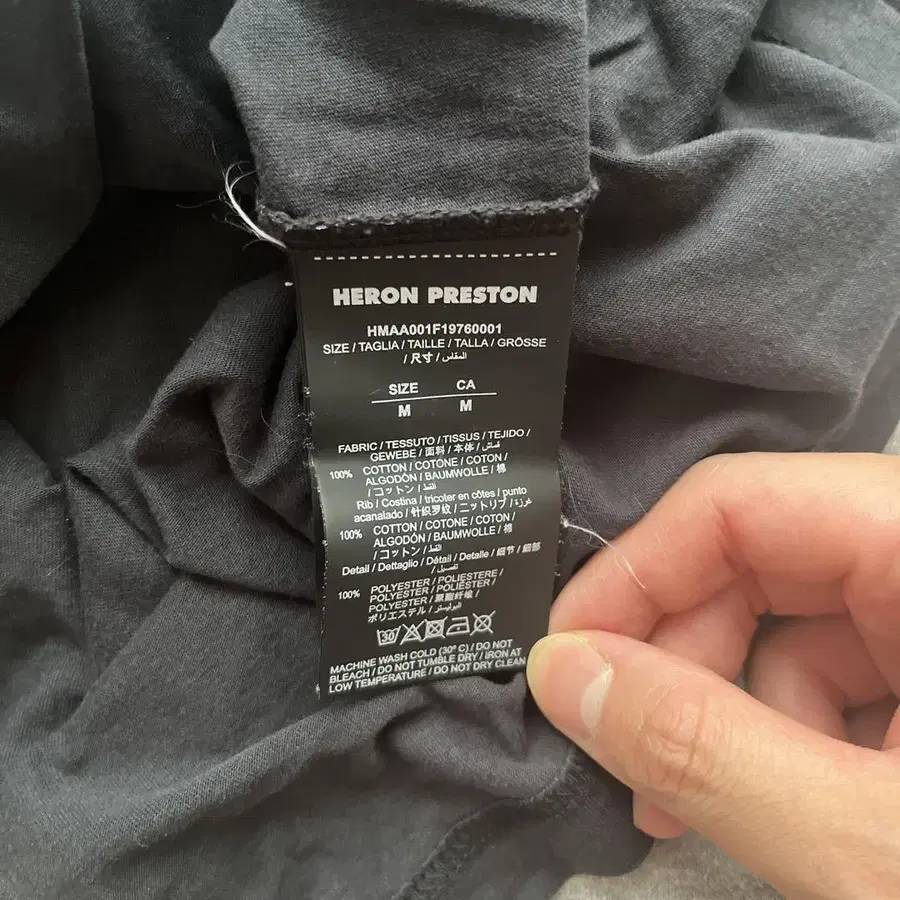 HERON PRESTON
HMAA001F19760001
SIZE / TAGLIA / TAILLE / TALLA / GRÖSSE
/ 尺寸 / المقاس
SIZE CA
M M
FABRIC / TESSUTO / TISSUS / TEJIDO /
GEWEBE / 面料 / 本体 / قماش
100% COTTON / COTONE / COTON /
ALGODÓN / BAUMWOLLE / 棉
/ コットン / القط
Rib / Costina / tricoter en côtes / punto
acanalado / 针织罗纹 / ニットリブ / غرزة
100% COTTON / COTONE / COTON /
ALGODÓN / BAUMWOLLE / 棉
/ コットン / القط
Detail / Dettaglio / Détail / Detalle / 细节 / 細部
/ تفصيل
100% POLYESTER / POLIESTERE /
POLYESTER / POLIÉSTER /
POLYESTER / 聚酯纤维 /
ポリエステル / البوليستر
30
MACHINE WASH COLD (30° C) / DO NOT
BLEACH / DO NOT TUMBLE DRY / IRON AT
LOW TEMPERATURE / DO NOT DRY CLEAN